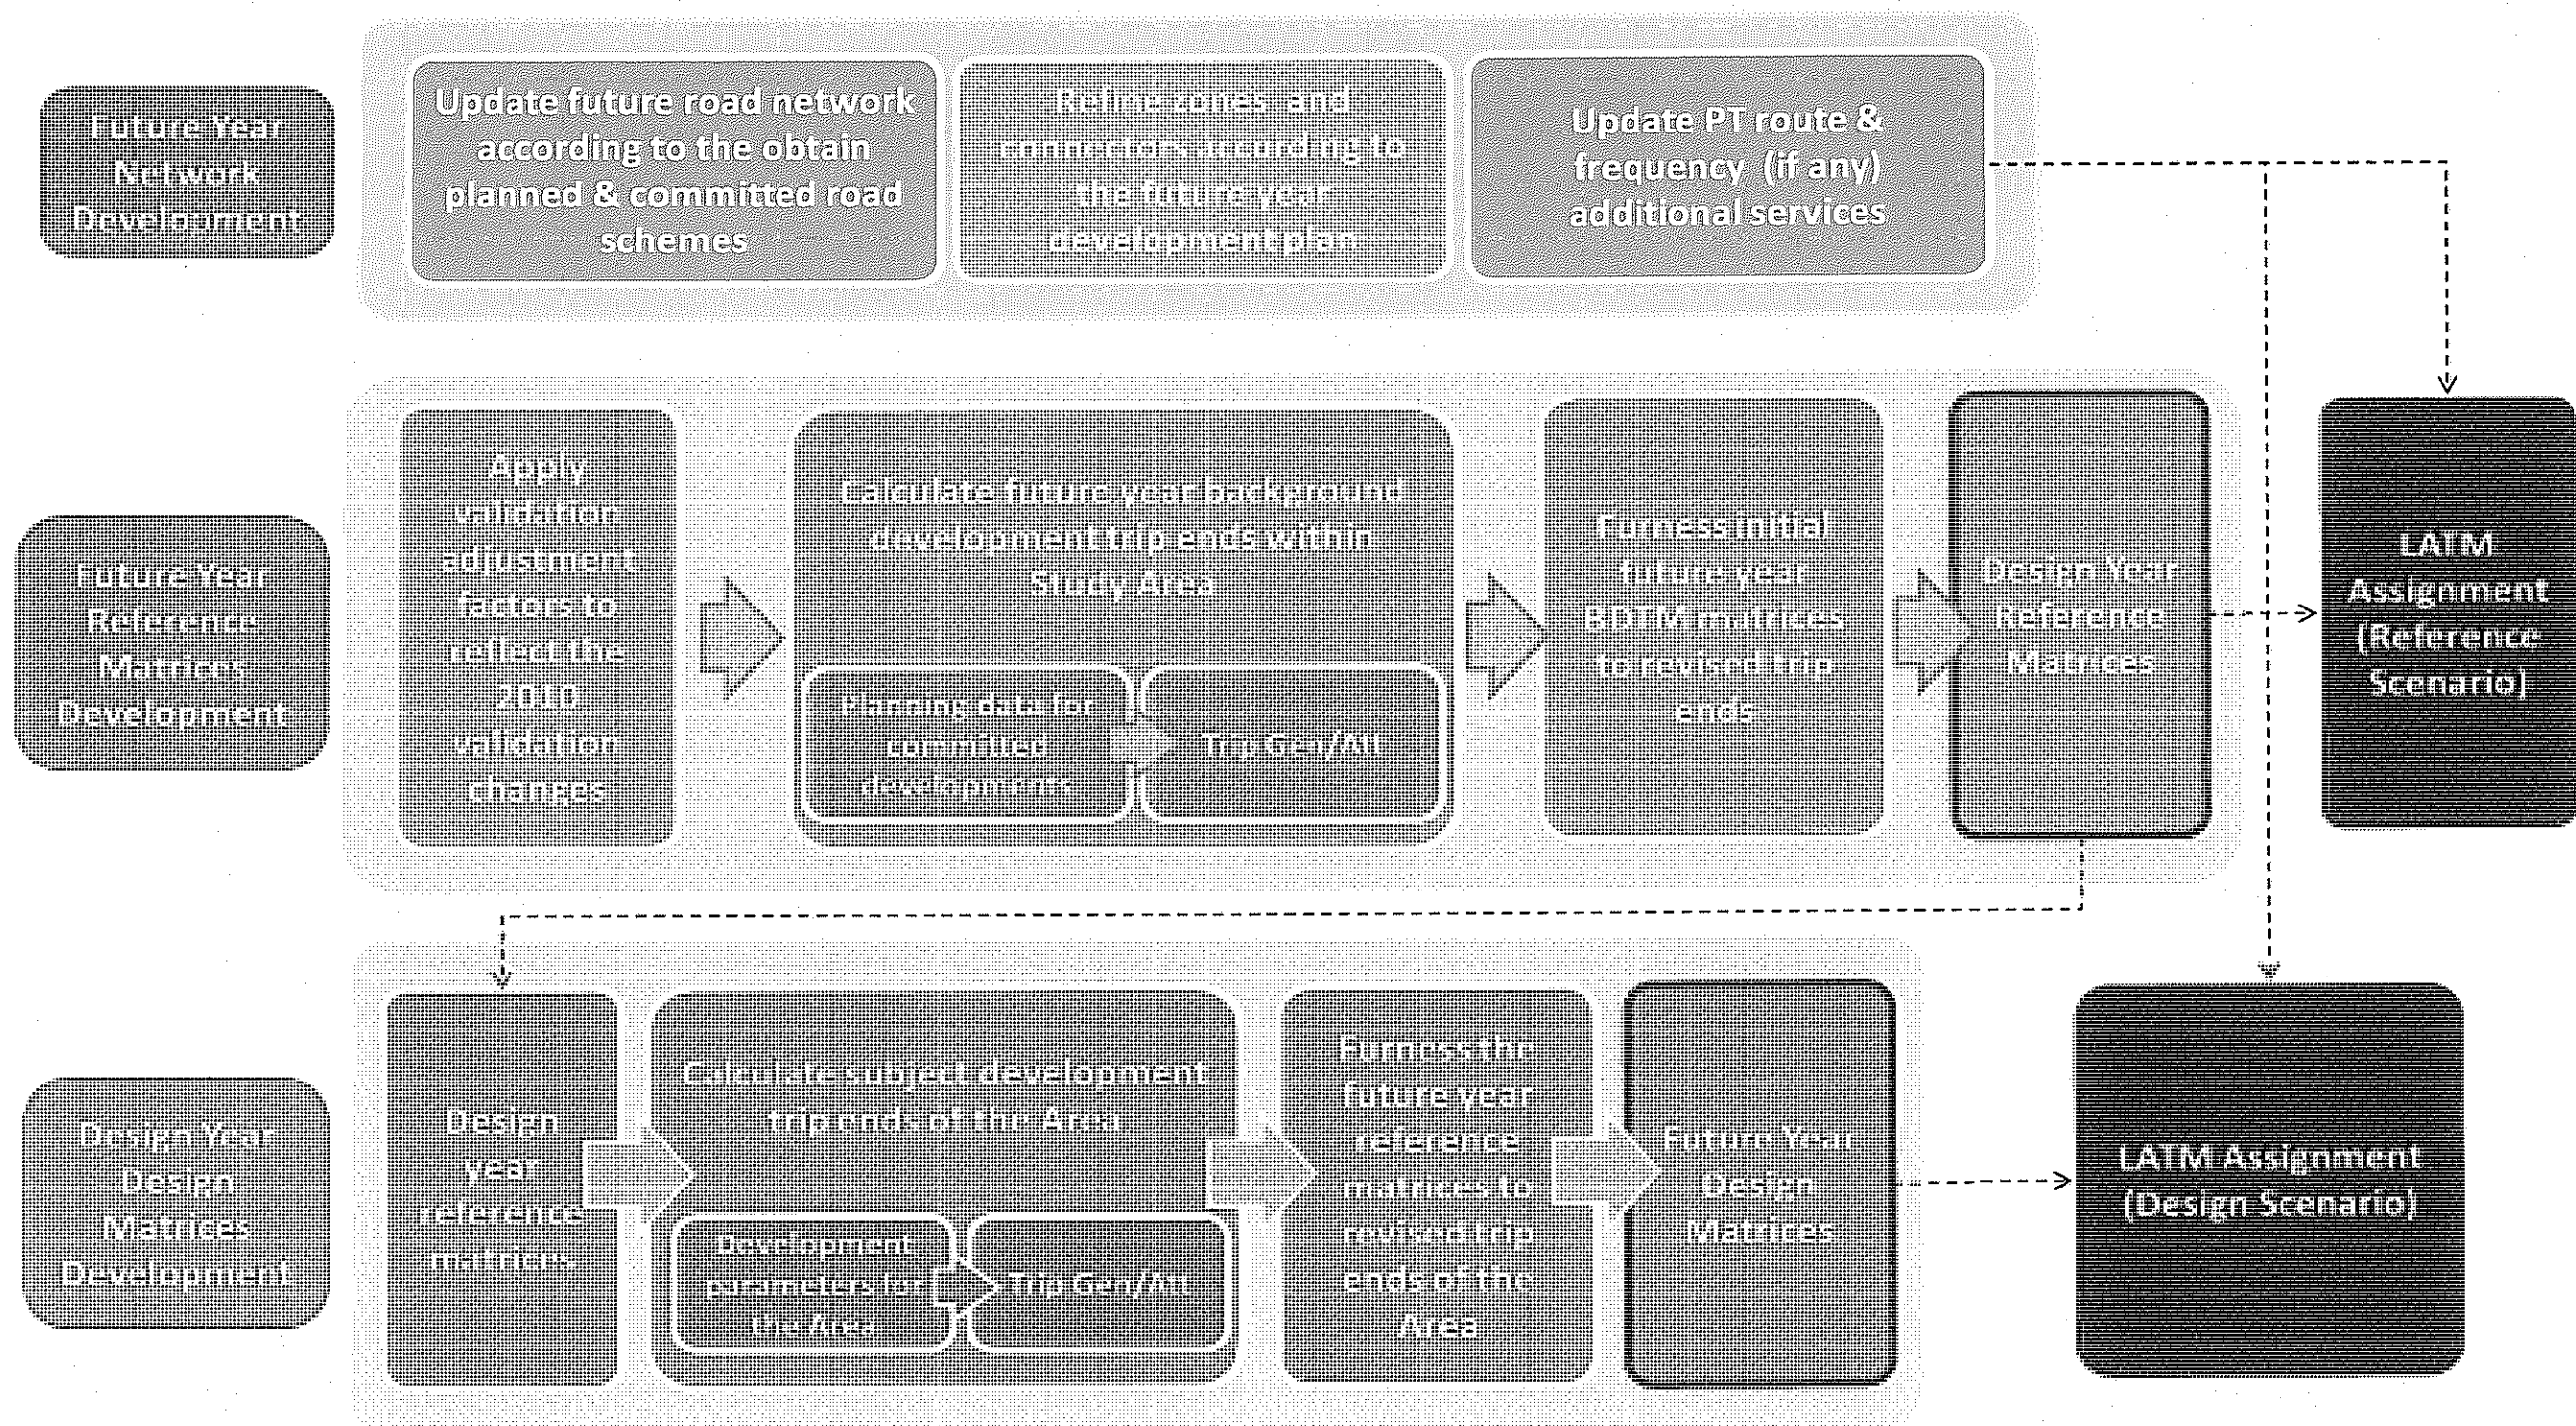 Future Year
Network
Development
Update future road network
according to the obtain
planned & committed road
schemes
Refine zones and
connectors according to
the future year
development plan
Update PT route &
frequency (if any)
additional services
Future Year
Reference
Matrices
Development
Apply
validation
adjustment
factors to
reflect the
2010
validation
changes
Calculate future year background
development trip ends within
Study Area
Planning data for
committed
developments
Trip Gen/Att
Furness initial
future year
BDTM matrices
to revised trip
ends
Design Year
Reference
Matrices
LATM
Assignment
(Reference
Scenario)
Design Year
Design
Matrices
Development
Design
year
reference
matrices
Calculate subject development
trip ends of the Area
Development
parameters for
the Area
Trip Gen/Att
Furness the
future year
reference
matrices to
revised trip
ends of the
Area
Future Year
Design
Matrices
LATM Assignment
(Design Scenario)